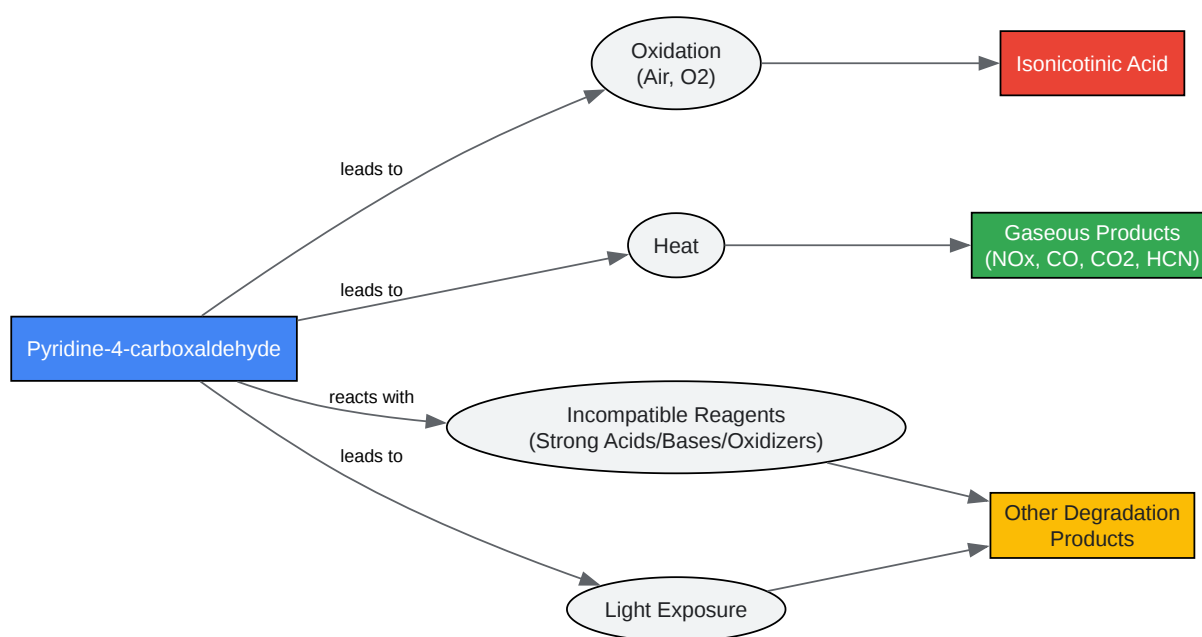 Oxidation
(Air, O2)
Isonicotinic Acid
leads to
Heat
Gaseous Products
(NOx, CO, CO2, HCN)
leads to
Pyridine-4-carboxaldehyde
reacts with
Incompatible Reagents
(Strong Acids/Bases/Oxidizers)
leads to
Other Degradation
Products
Light Exposure